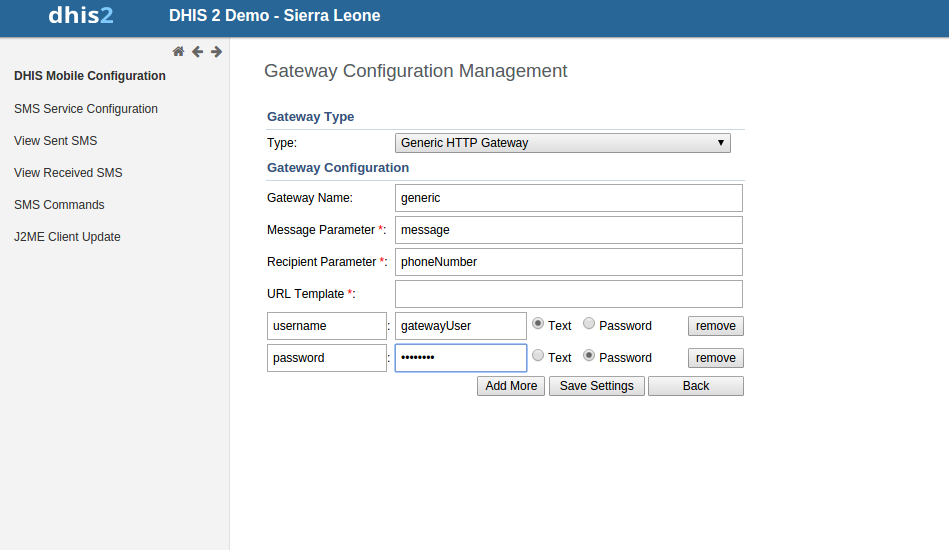 dhis2 DHIS 2 Demo - Sierra Leone
DHIS Mobile Configuration
SMS Service Configuration
View Sent SMS
View Received SMS
SMS Commands
J2ME Client Update
Gateway Configuration Management
Gateway Type
Type: Generic HTTP Gateway
Gateway Configuration
Gateway Name: generic
Message Parameter *: message
Recipient Parameter *: phoneNumber
URL Template *:
username : gatewayUser Text Password remove
password : •••••••• Text Password remove
Add More Save Settings Back